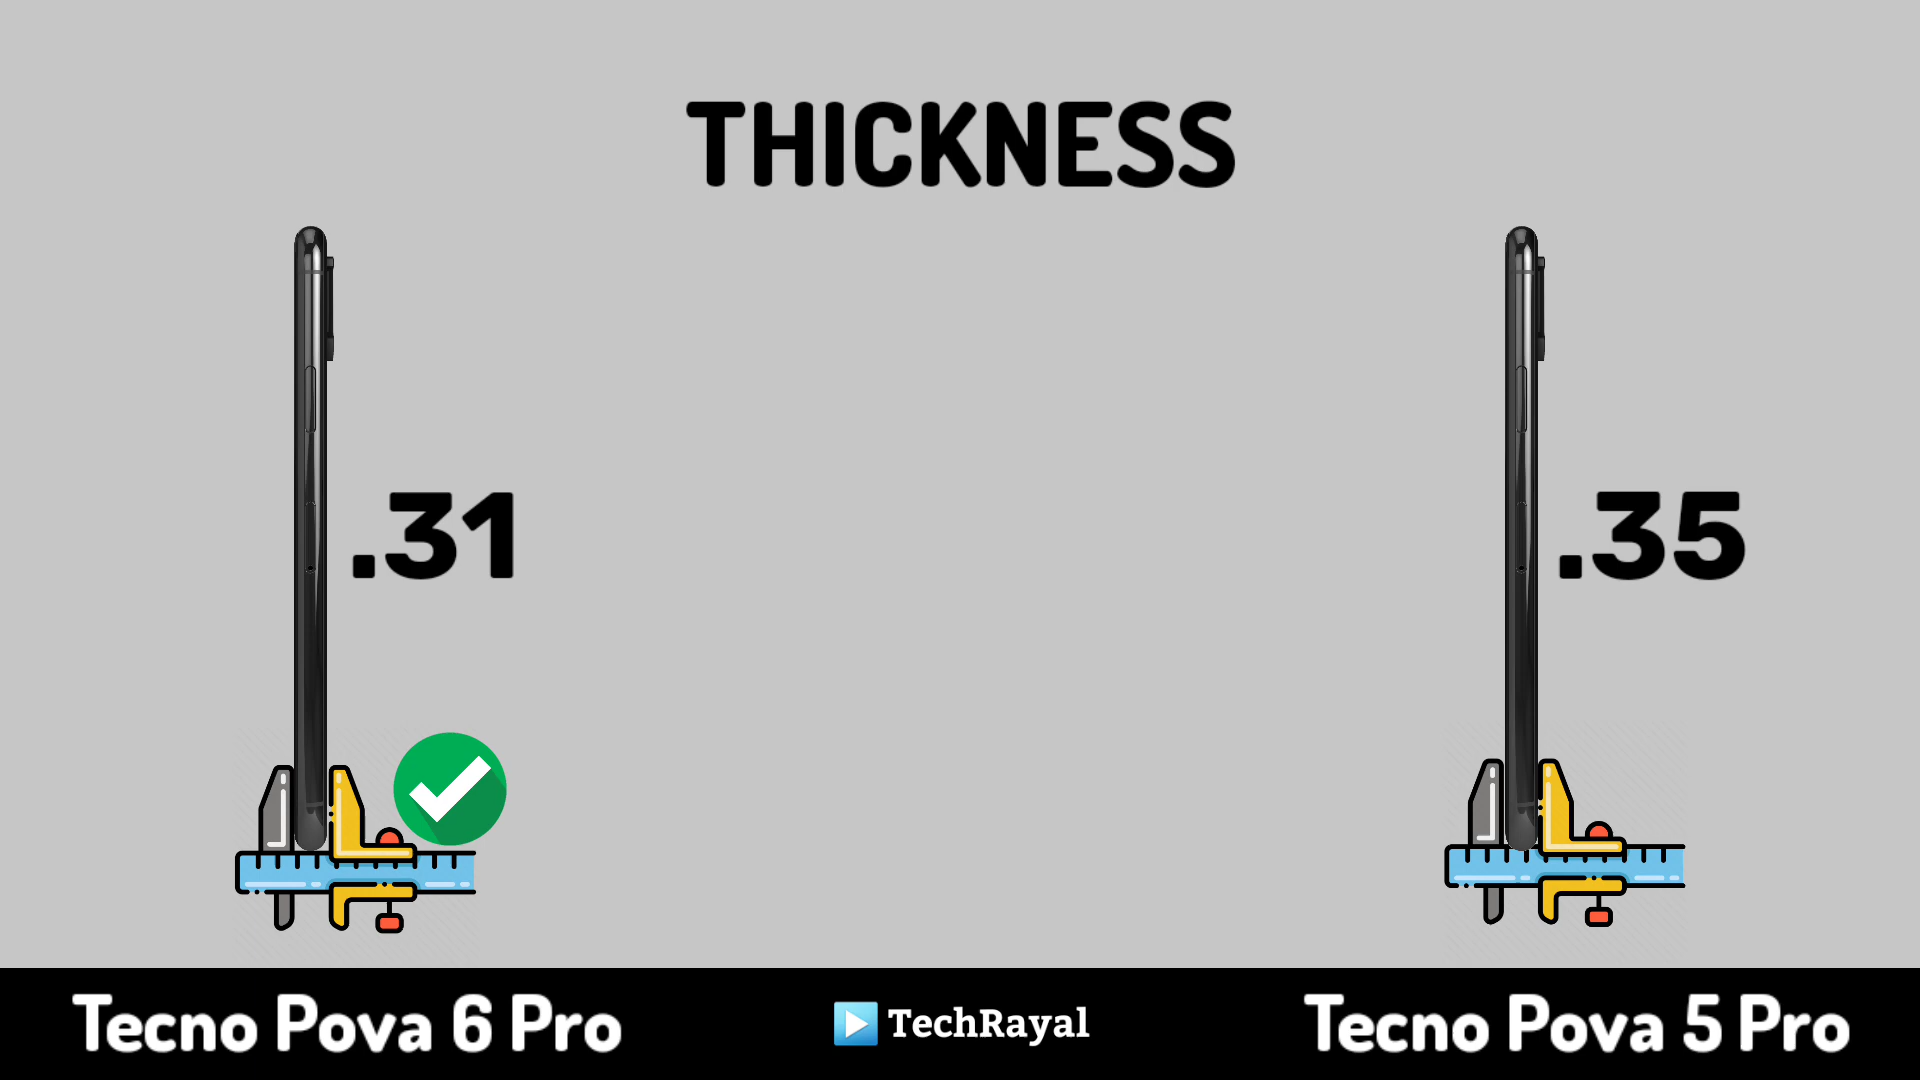 THICKNESS
.31
.35
Tecno Pova 6 Pro
TechRayal
Tecno Pova 5 Pro